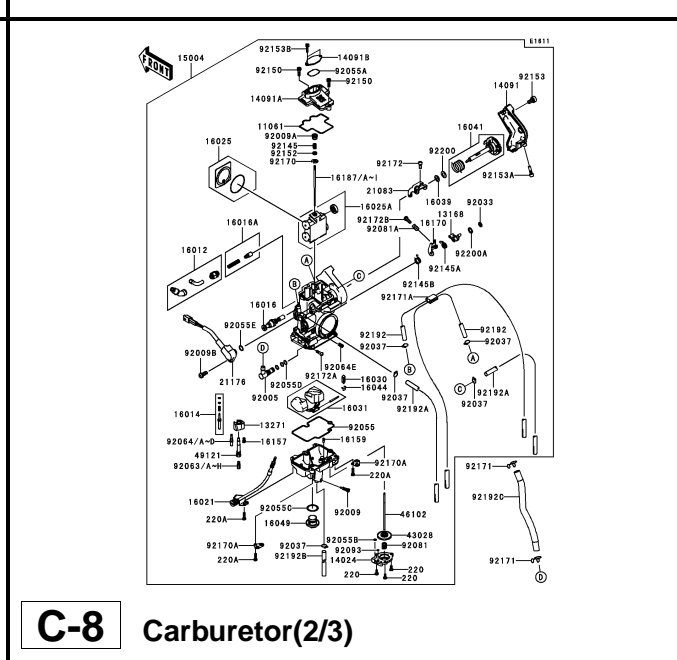 E1611
FRONT
15004
92153B
14091B
92150
92055A
92150
14091A
14091
92153
11061
92009A
16041
16025
92145
92152
92170
92172
92200
16187/A~I
21083
92153A
16039
16025A
92033
13168
16170
92172B
92081A
16016A
16012
92200A
A
92145A
C
92145B
B
92171A
16016
92055E
92192
92192
92037
92037
D
A
92009B
92064E
B
92172A
21176
92055D
16030
C
92005
16044
92037
92192A
92192A
92037
16014
16031
13271
92055
92064/A~D
16157
16159
49121
92063/A~H
92170A
92171
220A
16021
92192C
92055C
92009
46102
220A
16049
43028
92055B
92170A
92037
92081
92093
220A
92192B
14024
92171
220
220
220
D
C-8
Carburetor(2/3)